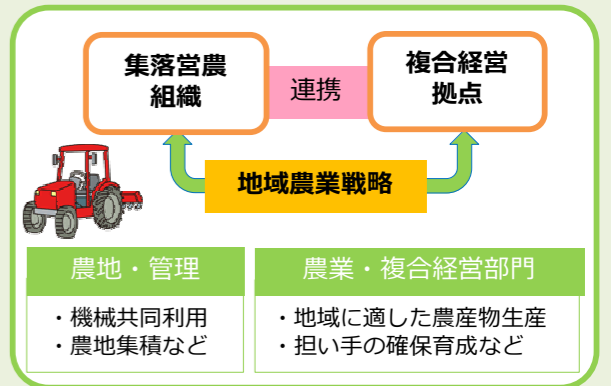 集落営農
組織
連携
複合経営
拠点
地域農業戦略
農地・管理
・機械共同利用
・農地集積など
農業・複合経営部門
・地域に適した農産物生産
・担い手の確保育成など